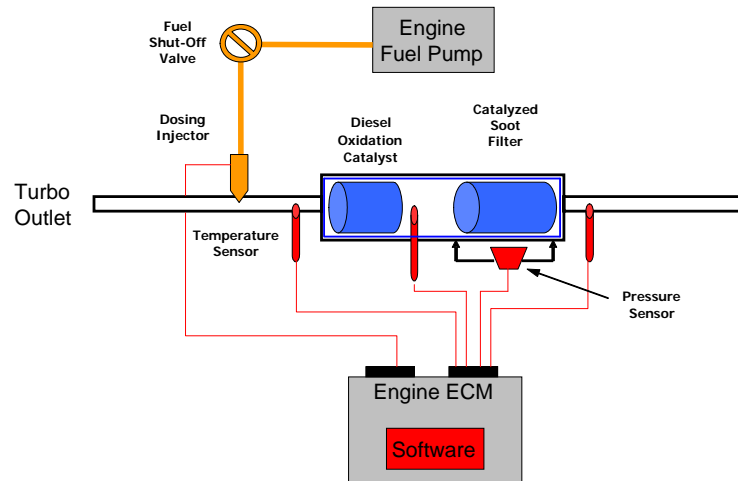 Fuel
Shut-Off
Valve
Engine
Fuel Pump
Dosing
Injector
Diesel
Oxidation
Catalyst
Catalyzed
Soot
Filter
Turbo
Outlet
Temperature
Sensor
Pressure
Sensor
Engine ECM
Software